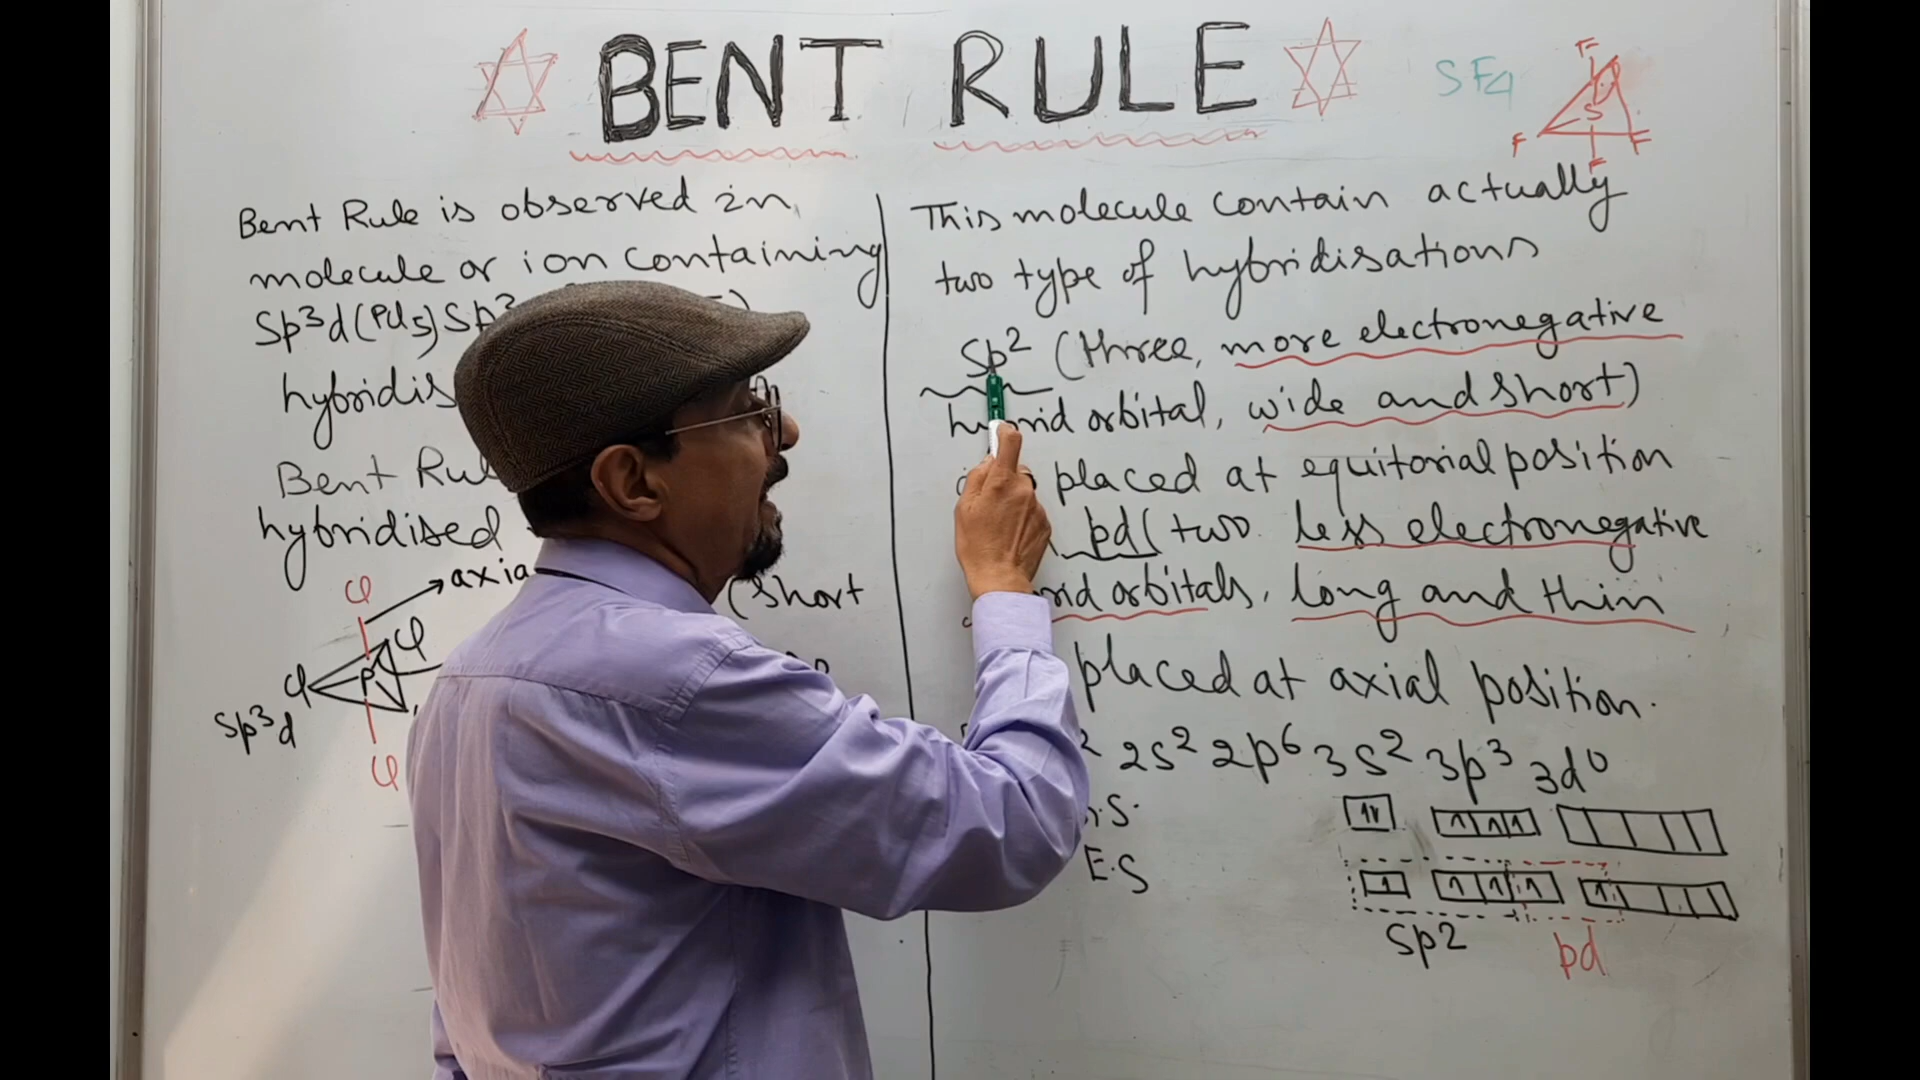 BENT RULE
SF4
F
S
F F
F
Bent Rule is observed in
molecule or ion containing
Sp³d (PCl5) Sp³
hybridis
Bent Rul
hybridised
Cl axia
(Short
Cl
Cl P
Sp³d
Cl
This molecule contain actually
two type of hybridisations
Sp² (three, more electronegative
orbital, wide and short)
placed at equitorial position
pd (two less electronegative
orbitals, long and thin
placed at axial position.
2s² 2p⁶ 3s² 3p³ 3d⁰
.S.
E.S
Sp2 pd